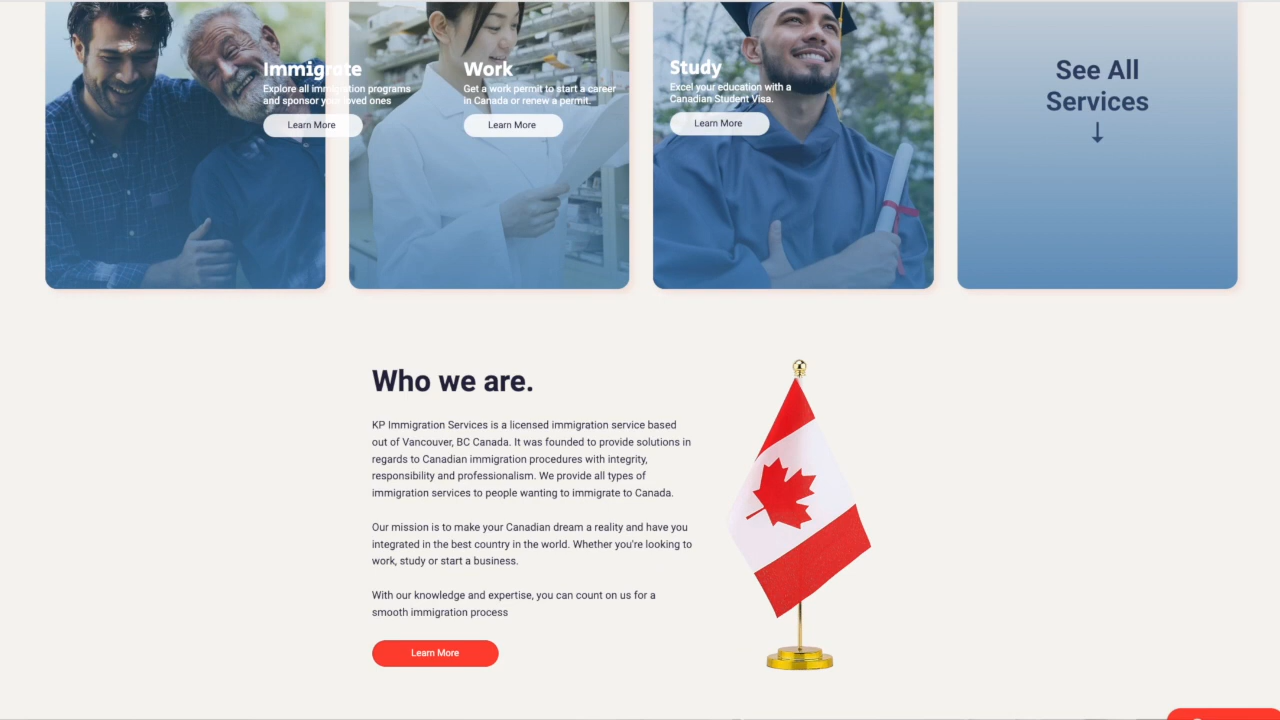 Immigrate
Explore all immigration programs
and sponsor your loved ones
Learn More
Work
Get a work permit to start a career
in Canada or renew a permit.
Learn More
Study
Excel your education with a
Canadian Student Visa.
Learn More
See All
Services
Who we are.
KP Immigration Services is a licensed immigration service based
out of Vancouver, BC Canada. It was founded to provide solutions in
regards to Canadian immigration procedures with integrity,
responsibility and professionalism. We provide all types of
immigration services to people wanting to immigrate to Canada.
Our mission is to make your Canadian dream a reality and have you
integrated in the best country in the world. Whether you're looking to
work, study or start a business.
With our knowledge and expertise, you can count on us for a
smooth immigration process
Learn More